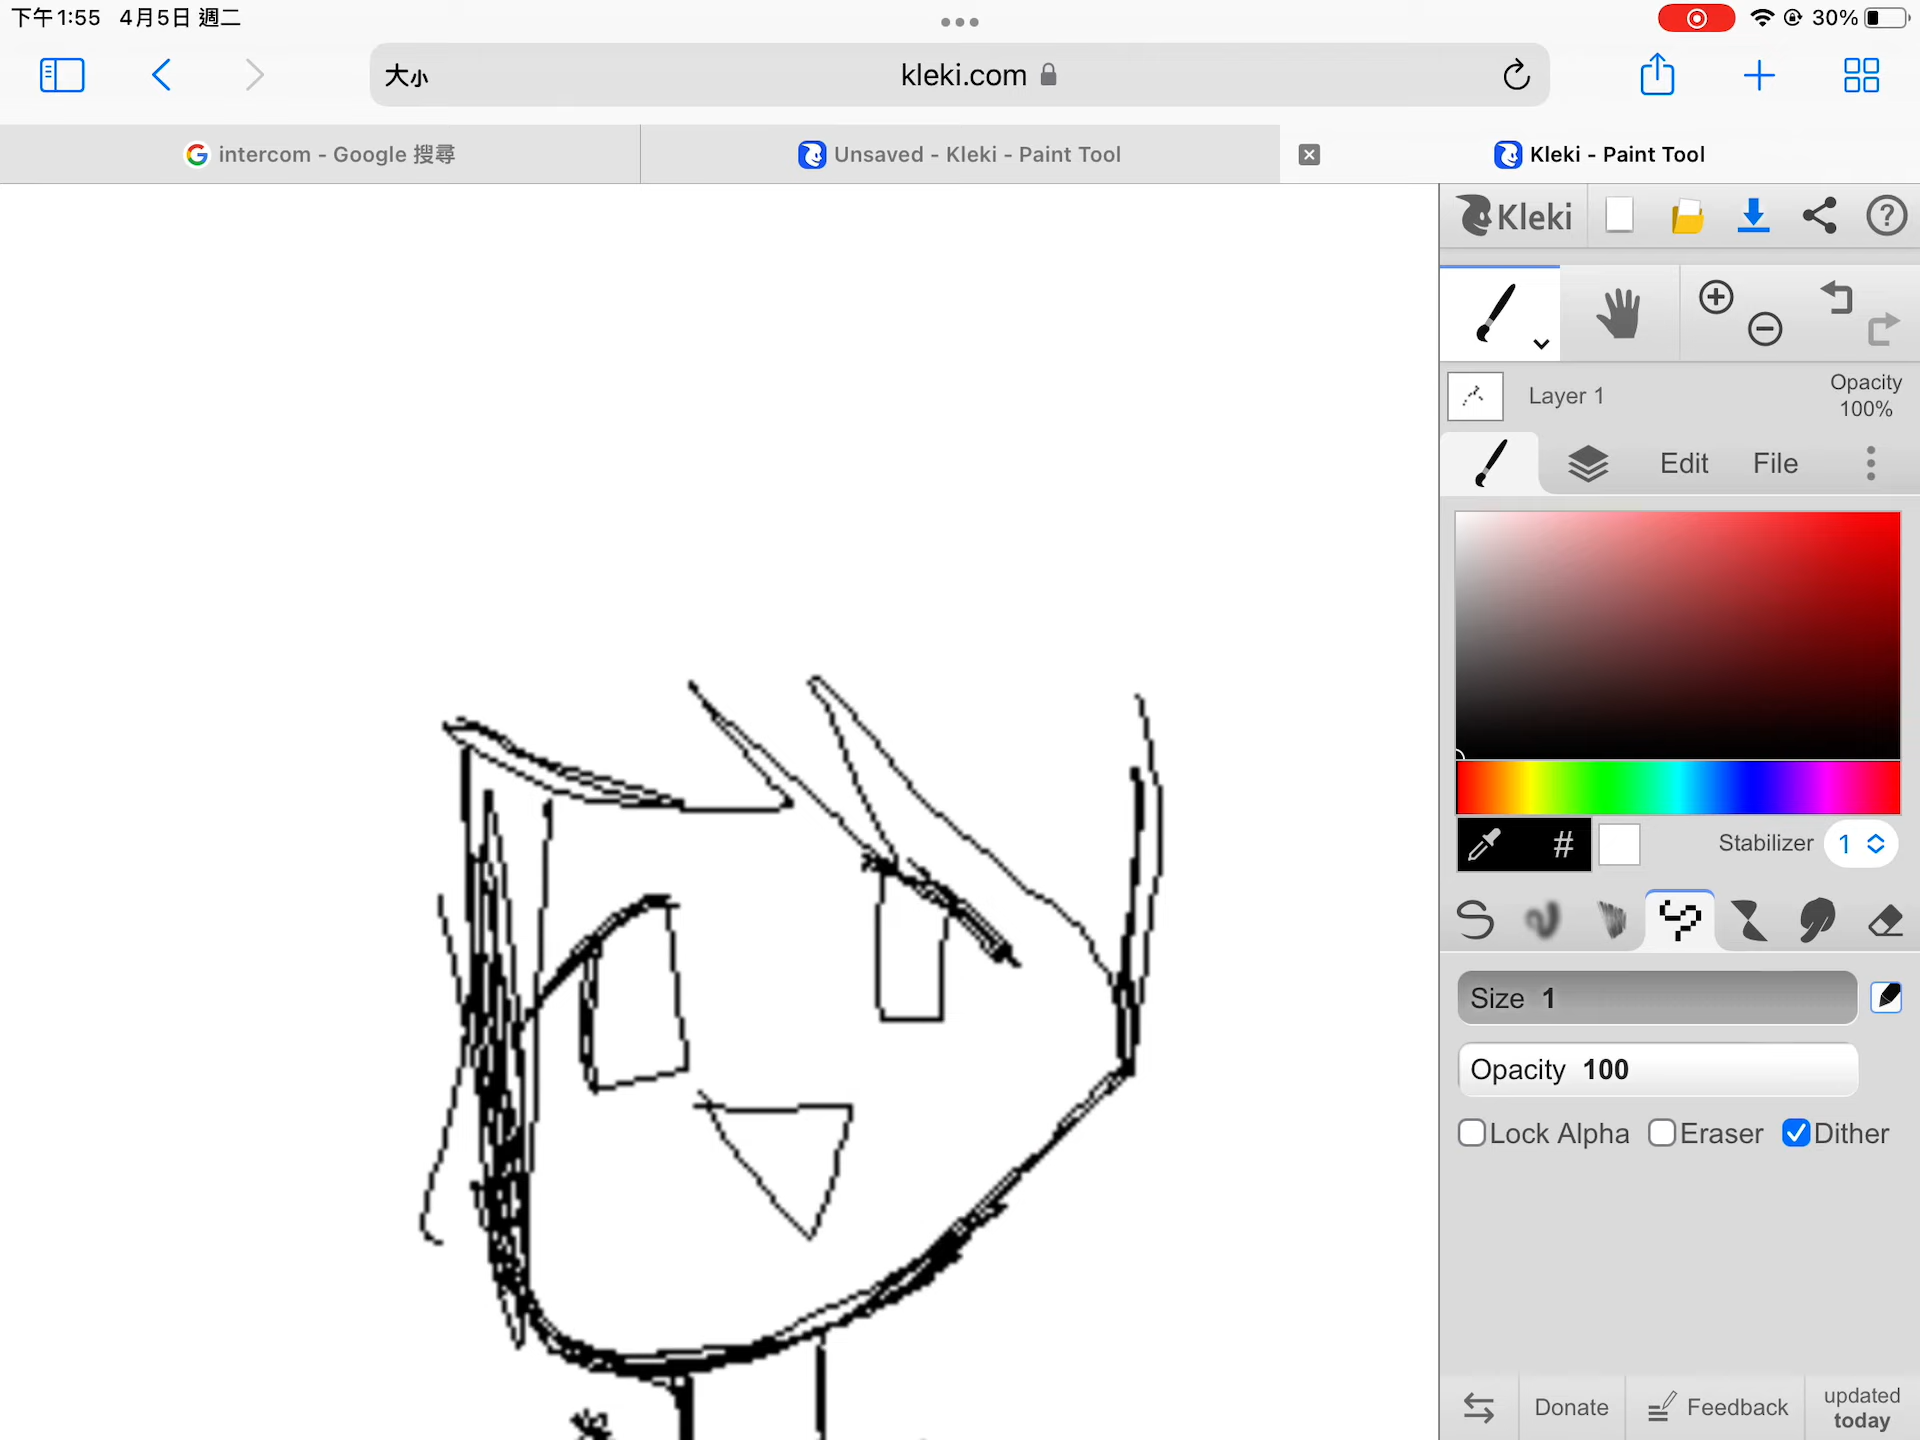 下午1:55 4月5日 週二
30%
大小 kleki.com
intercom - Google 搜尋
Unsaved - Kleki - Paint Tool
Kleki - Paint Tool
Kleki
Layer 1
Opacity
100%
Edit File
# Stabilizer 1
Size 1
Opacity 100
Lock Alpha Eraser Dither
Donate Feedback updated
today